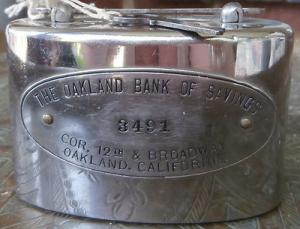 THE OAKLAND BANK OF SAVINGS
3491
COR. 12TH & BROADWAY
OAKLAND, CALIFORNIA